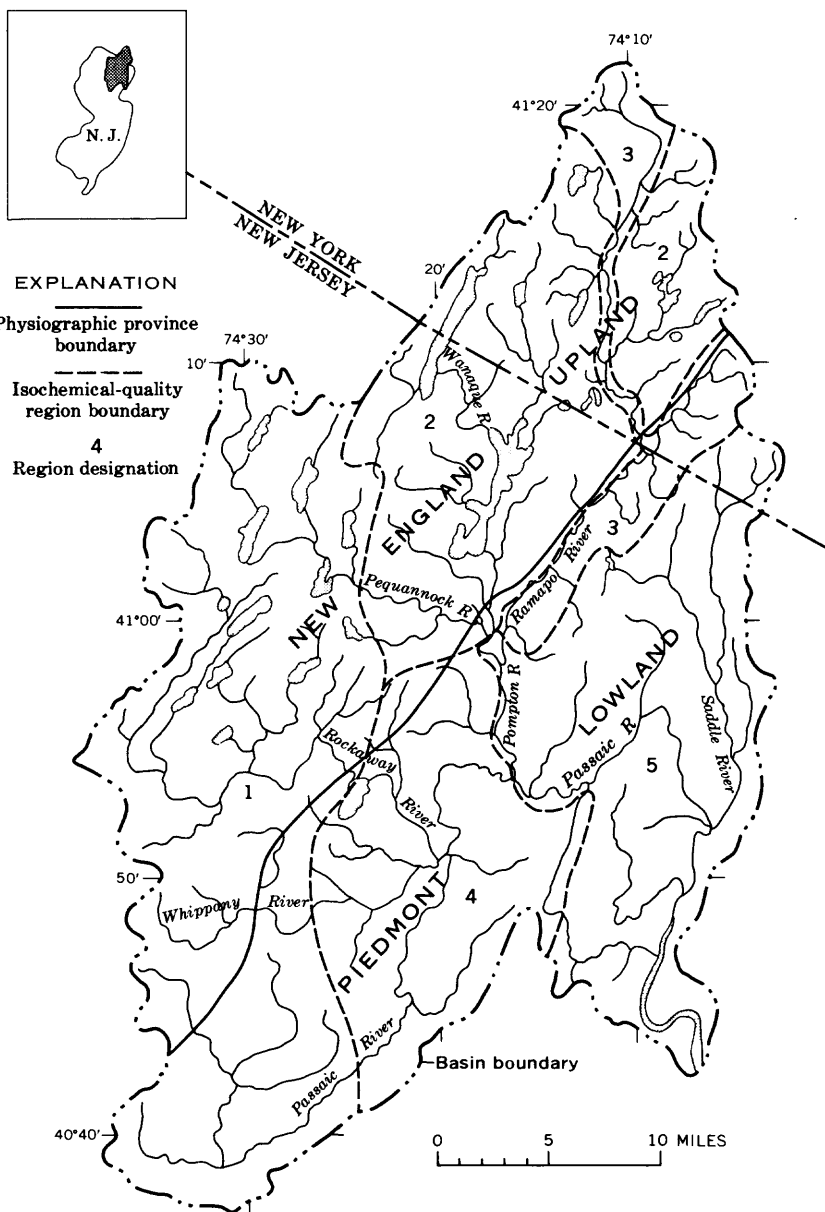 N. J.
74°10'
41°20'
3
NEW YORK
NEW JERSEY
2
EXPLANATION
Physiographic province
boundary
Isochemical-quality
region boundary
4
Region designation
20'
74°30'
10'
UPLAND
Wanaque R
2
ENGLAND
3
Ramapo River
Pequannock R
NEW
41°00'
LOWLAND
Pompton R
Passaic R
Saddle River
5
Rockaway River
1
50'
Whippany River
4
PIEDMONT
Passaic River
Basin boundary
40°40'
0 5 10 MILES